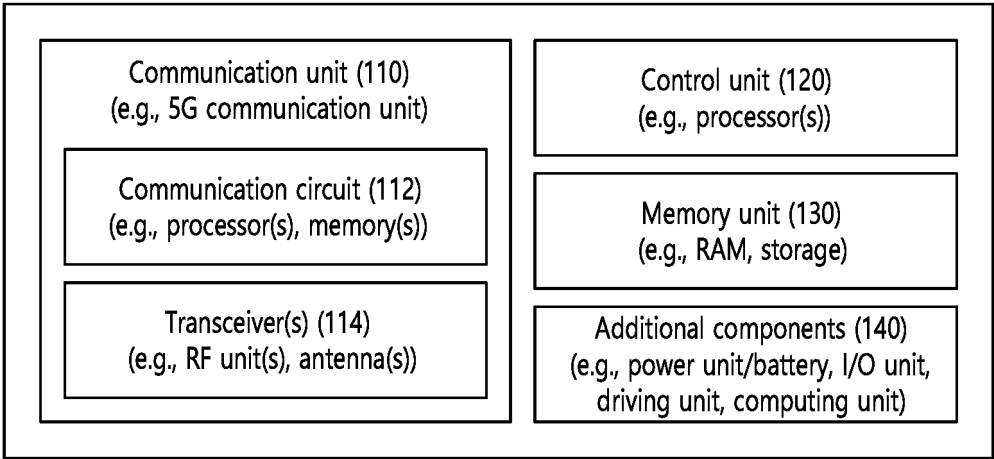 Communication unit (110)
(e.g., 5G communication unit)
Communication circuit (112)
(e.g., processor(s), memory(s))
Transceiver(s) (114)
(e.g., RF unit(s), antenna(s))
Control unit (120)
(e.g., processor(s))
Memory unit (130)
(e.g., RAM, storage)
Additional components (140)
(e.g., power unit/battery, I/O unit,
driving unit, computing unit)